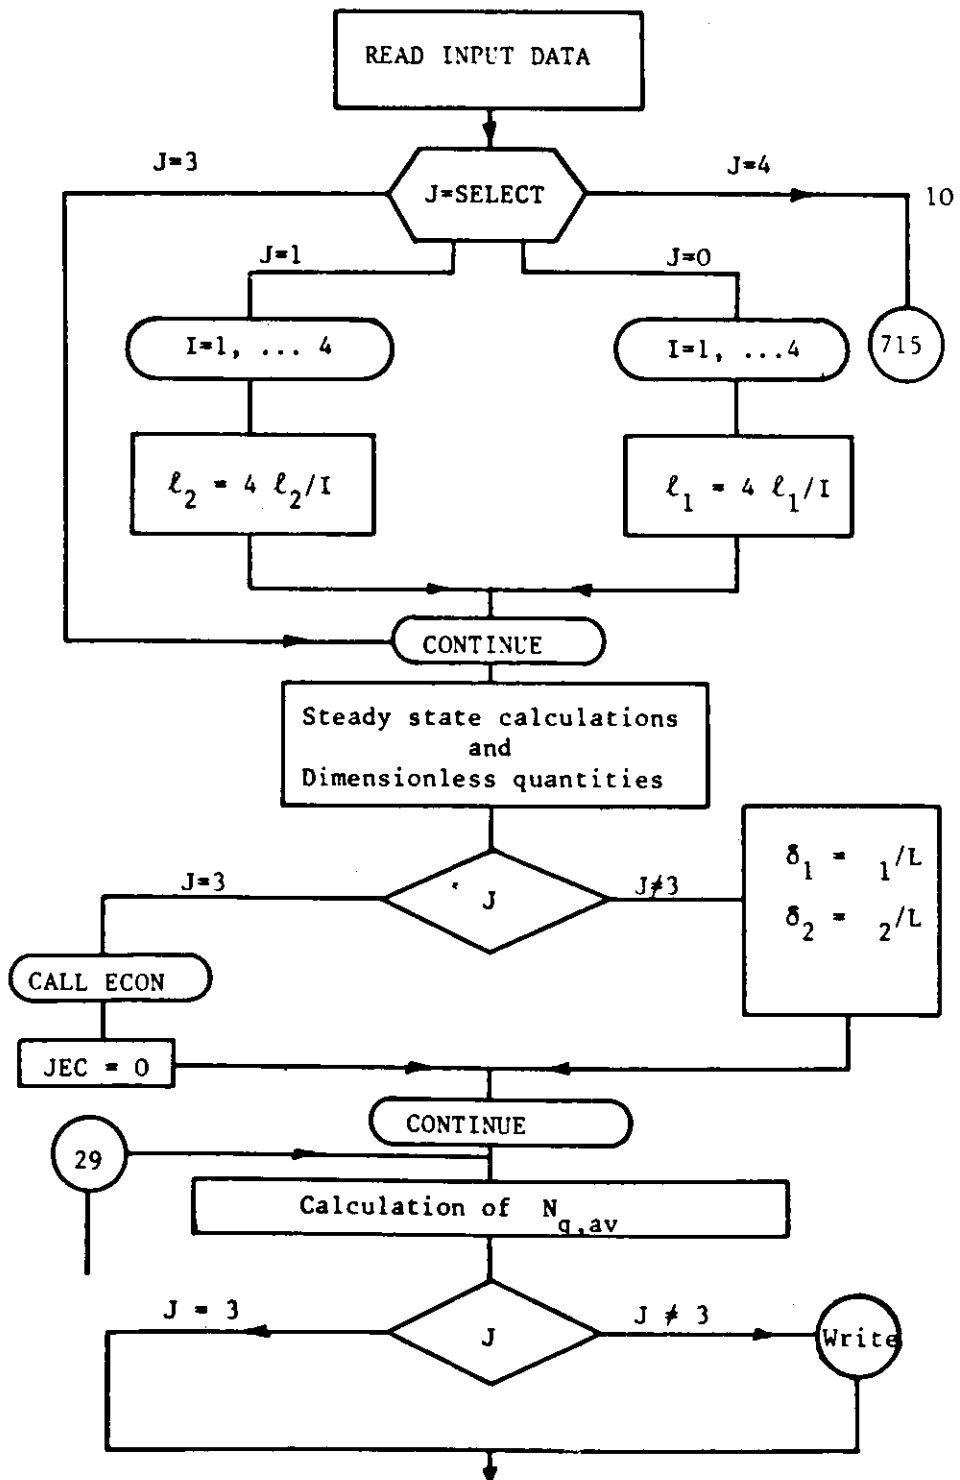 READ INPUT DATA
J=3
J=SELECT
J=4
10
J=1
J=0
I=1, ... 4
I=1, ...4
715
ℓ2 = 4 ℓ2/I
ℓ1 = 4 ℓ1/I
CONTINUE
Steady state calculations
and
Dimensionless quantities
J=3
J
J≠3
δ1 = 1/L
δ2 = 2/L
CALL ECON
JEC = 0
CONTINUE
29
Calculation of Nq,av
J = 3
J
J ≠ 3
Write